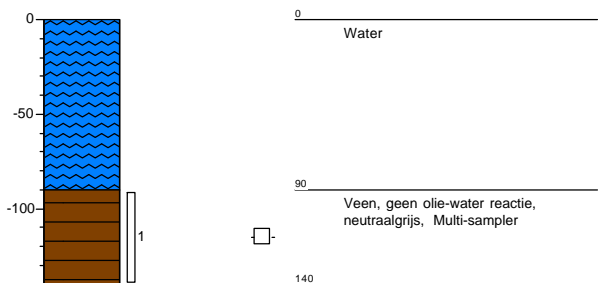 0
0
Water
-50
90
Veen, geen olie-water reactie,
neutraalgrijs, Multi-sampler
-100
1
140